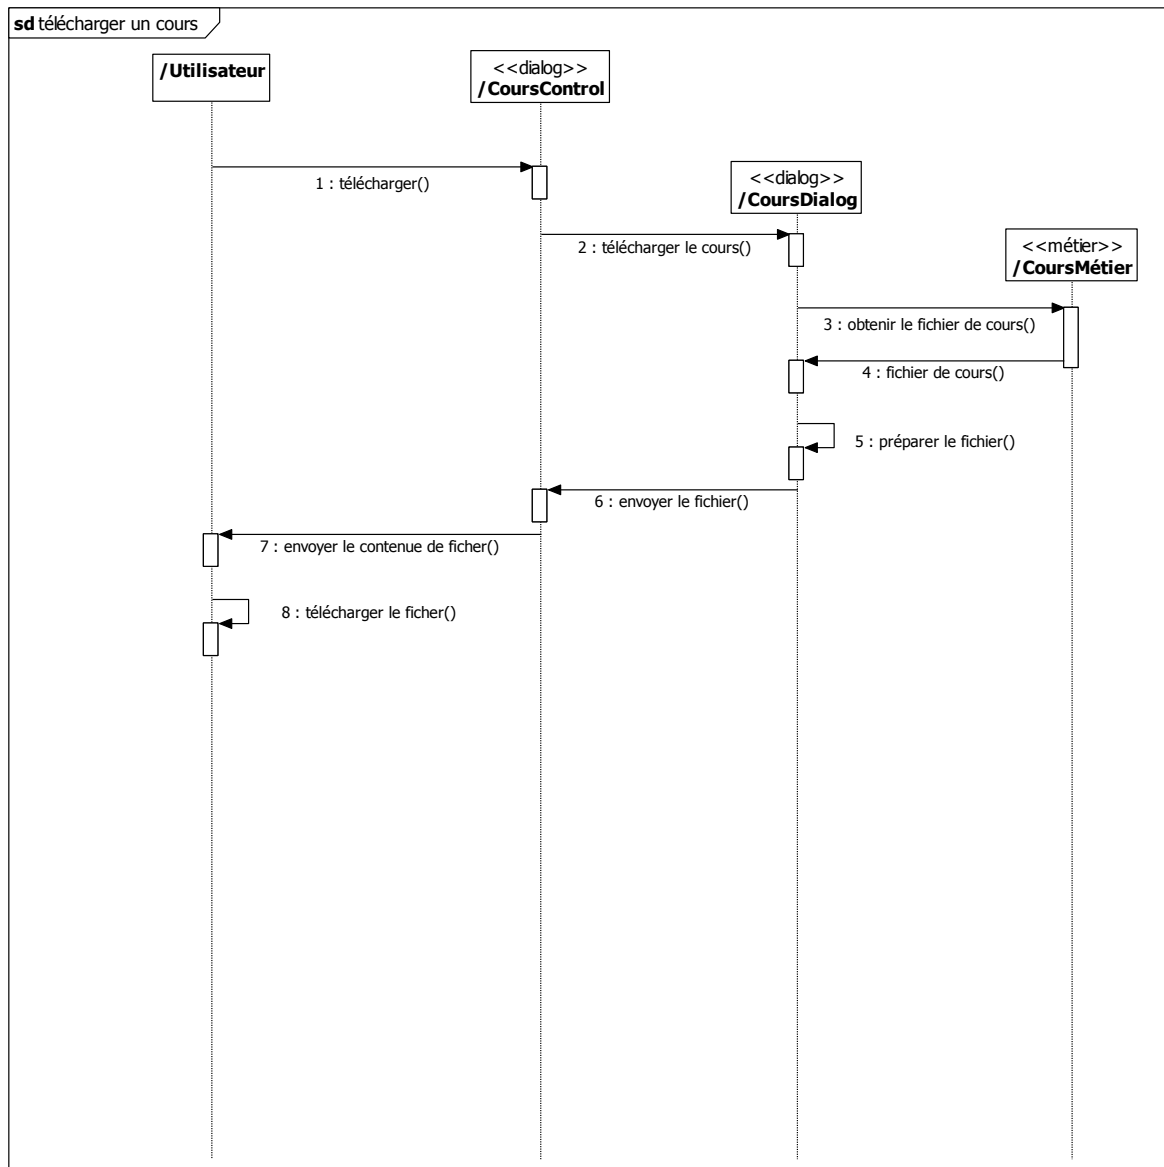 sd télécharger un cours
/Utilisateur
<<dialog>>
/CoursControl
1 : télécharger()
<<dialog>>
/CoursDialog
2 : télécharger le cours()
<<métier>>
/CoursMétier
3 : obtenir le fichier de cours()
4 : fichier de cours()
5 : préparer le fichier()
6 : envoyer le fichier()
7 : envoyer le contenue de ficher()
8 : télécharger le ficher()